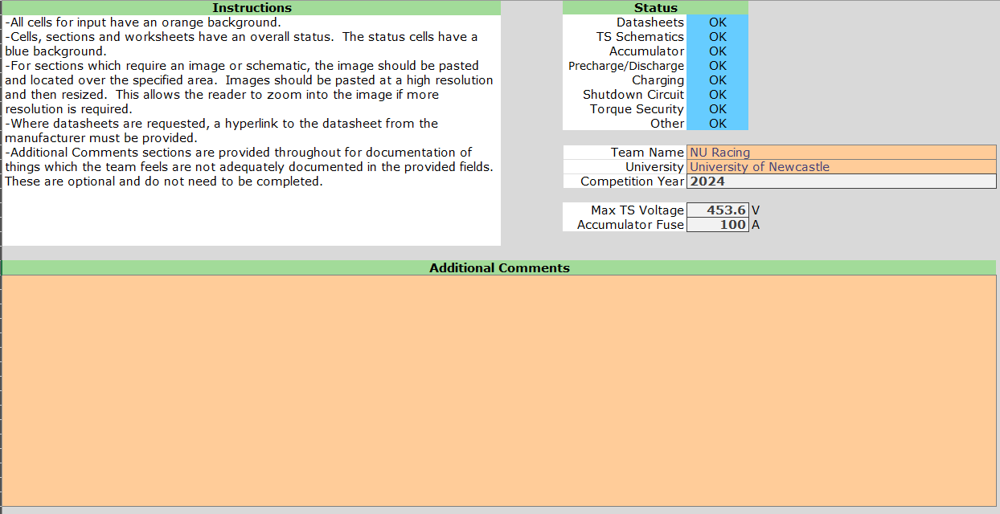 Instructions
-All cells for input have an orange background.
-Cells, sections and worksheets have an overall status.  The status cells have a
blue background.
-For sections which require an image or schematic, the image should be pasted
and located over the specified area.  Images should be pasted at a high resolution
and then resized.  This allows the reader to zoom into the image if more
resolution is required.
-Where datasheets are requested, a hyperlink to the datasheet from the
manufacturer must be provided.
-Additional Comments sections are provided throughout for documentation of
things which the team feels are not adequately documented in the provided fields.
These are optional and do not need to be completed.
Status
Datasheets OK
TS Schematics OK
Accumulator OK
Precharge/Discharge OK
Charging OK
Shutdown Circuit OK
Torque Security OK
Other OK
Team Name NU Racing
University University of Newcastle
Competition Year 2024
Max TS Voltage 453.6 V
Accumulator Fuse 100 A
Additional Comments